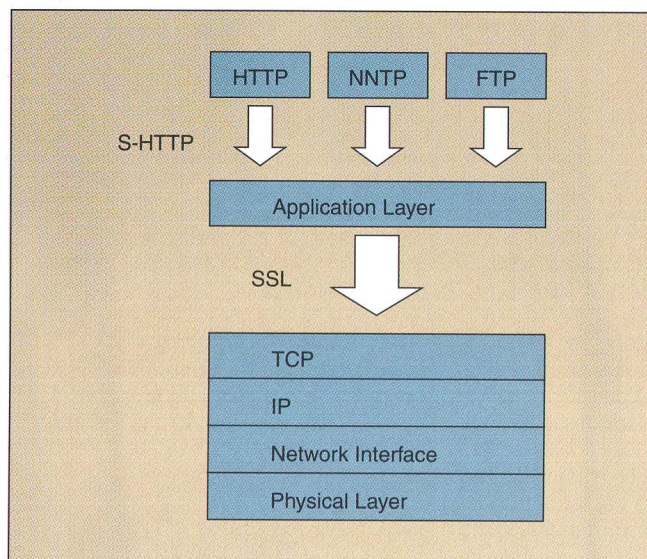 HTTP NNTP FTP
S-HTTP
Application Layer
SSL
TCP
IP
Network Interface
Physical Layer